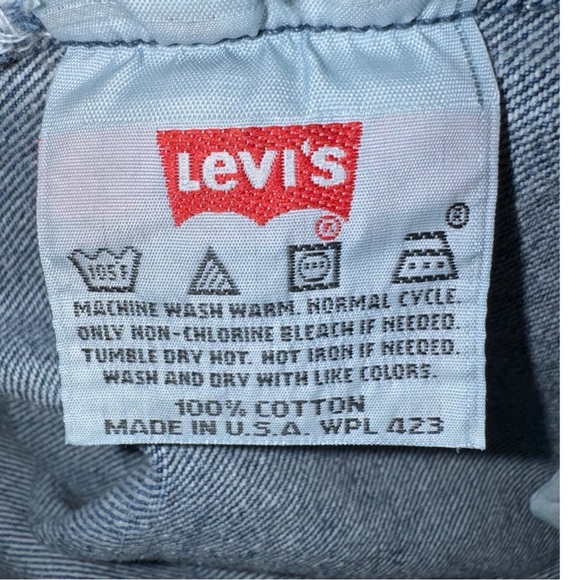 Levi's
®
®
105F
MACHINE WASH WARM. NORMAL CYCLE.
ONLY NON-CHLORINE BLEACH IF NEEDED.
TUMBLE DRY HOT. HOT IRON IF NEEDED.
WASH AND DRY WITH LIKE COLORS.
100% COTTON
MADE IN U.S.A. WPL 423